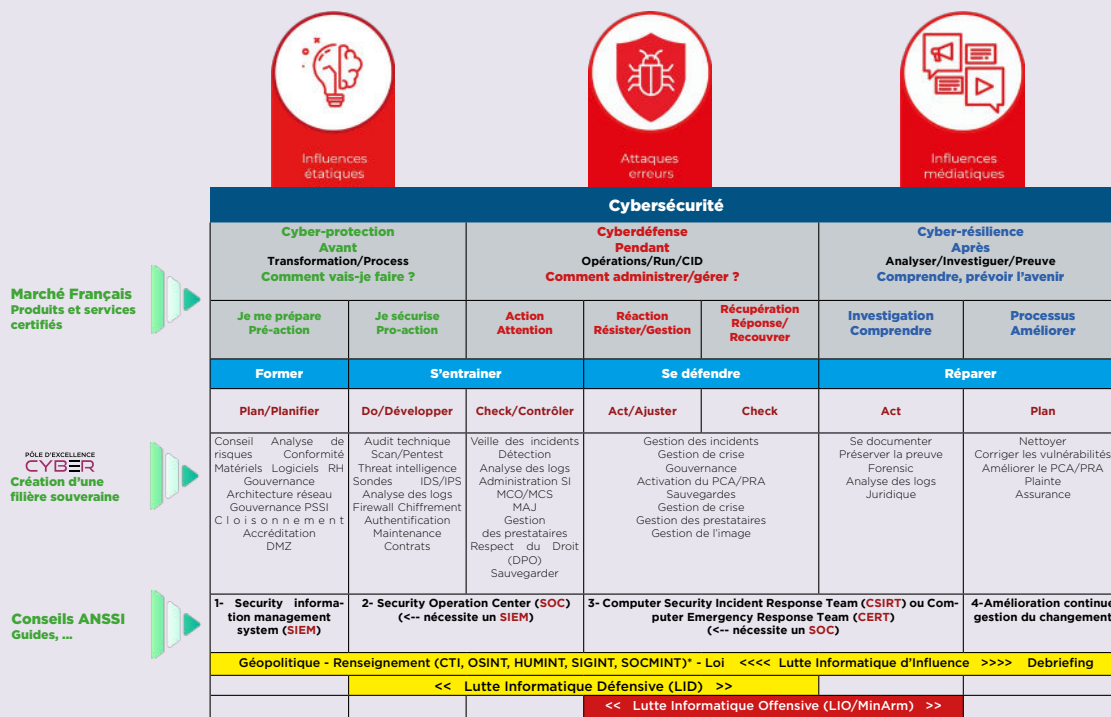 Influences
étatiques
Attaques
erreurs
Influences
médiatiques
Cybersécurité
Cyber-protection
Avant
Transformation/Process
Comment vais-je faire ?
Cyberdéfense
Pendant
Opérations/Run/CID
Comment administrer/gérer ?
Cyber-résilience
Après
Analyser/Investiguer/Preuve
Comprendre, prévoir l’avenir
Marché Français
Produits et services
certifiés
Je me prépare
Pré-action
Je sécurise
Pro-action
Action
Attention
Réaction
Résister/Gestion
Récupération
Réponse/
Recouvrer
Investigation
Comprendre
Processus
Améliorer
Former
S’entrainer
Se défendre
Réparer
Plan/Planifier
Do/Développer
Check/Contrôler
Act/Ajuster
Check
Act
Plan
PÔLE D’EXCELLENCE
CYBER
Création d’une
filière souveraine
Conseil Analyse de
risques Conformité
Matériels Logiciels RH
Gouvernance
Architecture réseau
Gouvernance PSSI
Cloisonnement
Accréditation
DMZ
Audit technique
Scan/Pentest
Threat intelligence
Sondes IDS/IPS
Analyse des logs
Firewall Chiffrement
Authentification
Maintenance
Contrats
Veille des incidents
Détection
Analyse des logs
Administration SI
MCO/MCS
MAJ
Gestion
des prestataires
Respect du Droit
(DPO)
Sauvegarder
Gestion des incidents
Gestion de crise
Gouvernance
Activation du PCA/PRA
Sauvegardes
Gestion de crise
Gestion des prestataires
Gestion de l’image
Se documenter
Préserver la preuve
Forensic
Analyse des logs
Juridique
Nettoyer
Corriger les vulnérabilités
Améliorer le PCA/PRA
Plainte
Assurance
Conseils ANSSI
Guides, ...
1- Security informa-
tion management
system (SIEM)
2- Security Operation Center (SOC)
(<-- nécessite un SIEM)
3- Computer Security Incident Response Team (CSIRT) ou Com-
puter Emergency Response Team (CERT)
(<-- nécessite un SOC)
4-Amélioration continue
gestion du changement
Géopolitique - Renseignement (CTI, OSINT, HUMINT, SIGINT, SOCMINT)* - Loi <<<< Lutte Informatique d’Influence >>>> Debriefing
<< Lutte Informatique Défensive (LID) >>
<< Lutte Informatique Offensive (LIO/MinArm) >>